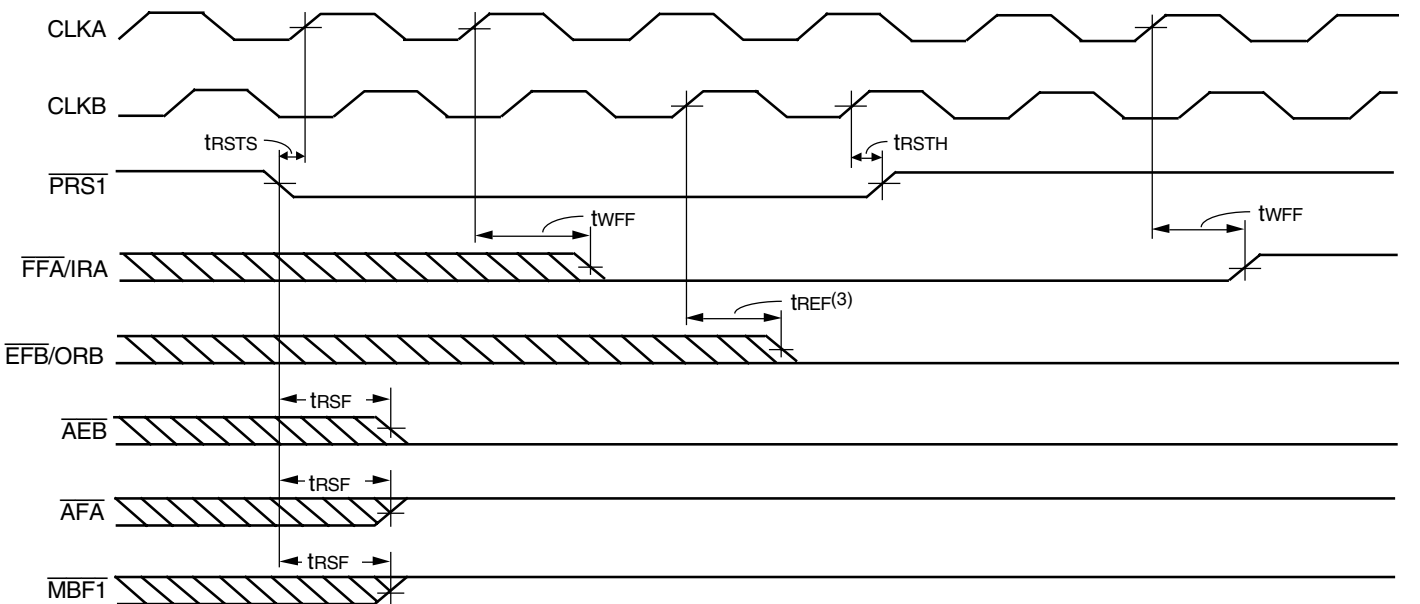 CLKA
CLKB
tRSTS
tRSTH
PRS1
tWFF
tWFF
FFA/IRA
tREF(3)
EFB/ORB
tRSF
AEB
tRSF
AFA
tRSF
MBF1